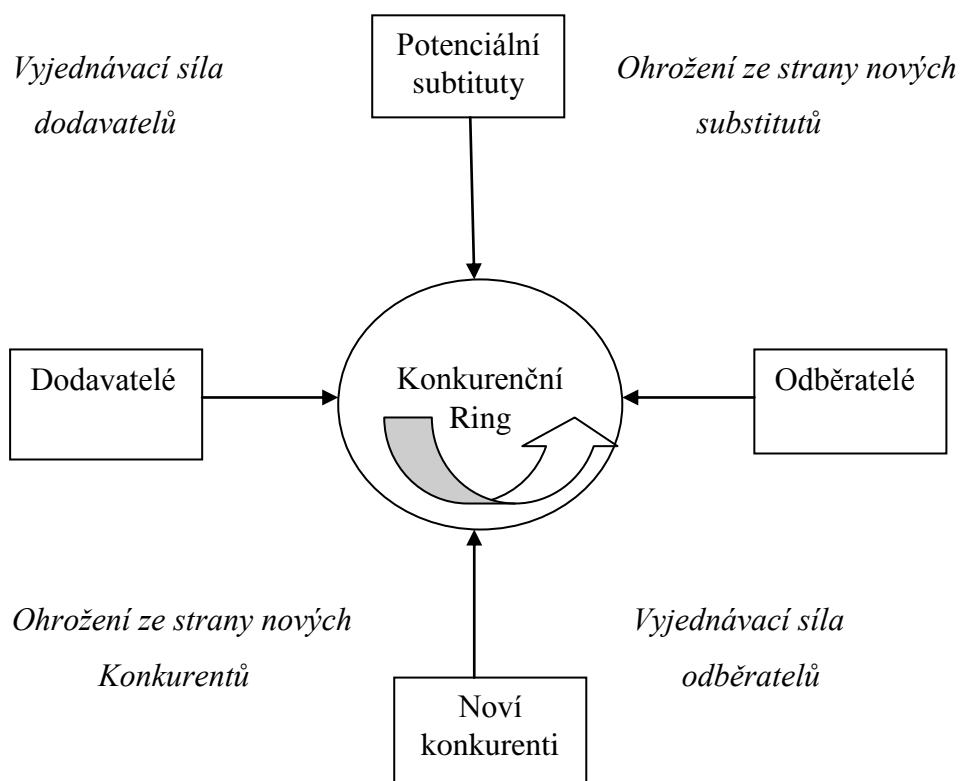 Potenciální
subtituty
Vyjednávací síla
dodavatelů
Ohrožení ze strany nových
substitutů
Dodavatelé
Konkurenční
Ring
Odběratelé
Ohrožení ze strany nových
Konkurentů
Vyjednávací síla
odběratelů
Noví
konkurenti